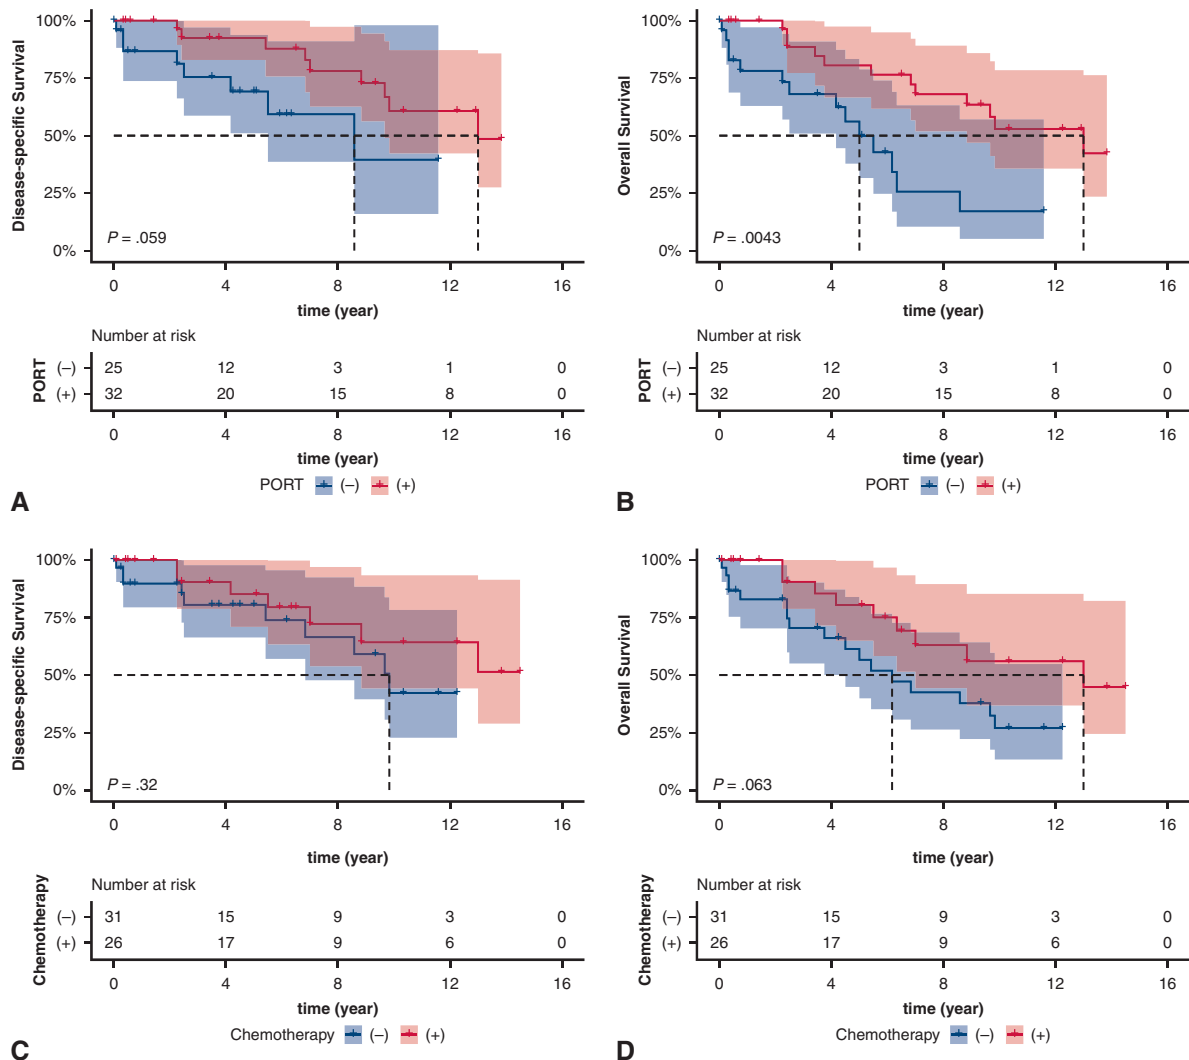 Disease-specific Survival
100%
75%
50%
25%
0%
P = .059
0 4 8 12 16
time (year)
Number at risk
PORT
(–) 25 12 3 1 0
(+) 32 20 15 8 0
0 4 8 12 16
time (year)
PORT (–) (+)
A
Overall Survival
100%
75%
50%
25%
0%
P = .0043
0 4 8 12 16
time (year)
Number at risk
PORT
(–) 25 12 3 1 0
(+) 32 20 15 8 0
0 4 8 12 16
time (year)
PORT (–) (+)
B
Disease-specific Survival
100%
75%
50%
25%
0%
P = .32
0 4 8 12 16
time (year)
Number at risk
Chemotherapy
(–) 31 15 9 3 0
(+) 26 17 9 6 0
0 4 8 12 16
time (year)
Chemotherapy (–) (+)
C
Overall Survival
100%
75%
50%
25%
0%
P = .063
0 4 8 12 16
time (year)
Number at risk
Chemotherapy
(–) 31 15 9 3 0
(+) 26 17 9 6 0
0 4 8 12 16
time (year)
Chemotherapy (–) (+)
D